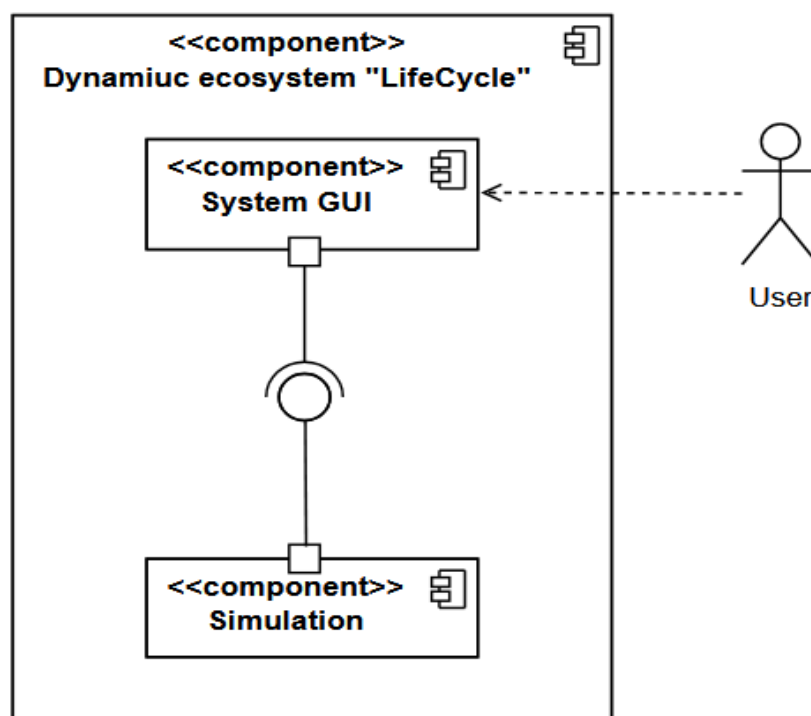 <<component>>
Dynamiuc ecosystem "LifeCycle"
<<component>>
System GUI
User
<<component>>
Simulation